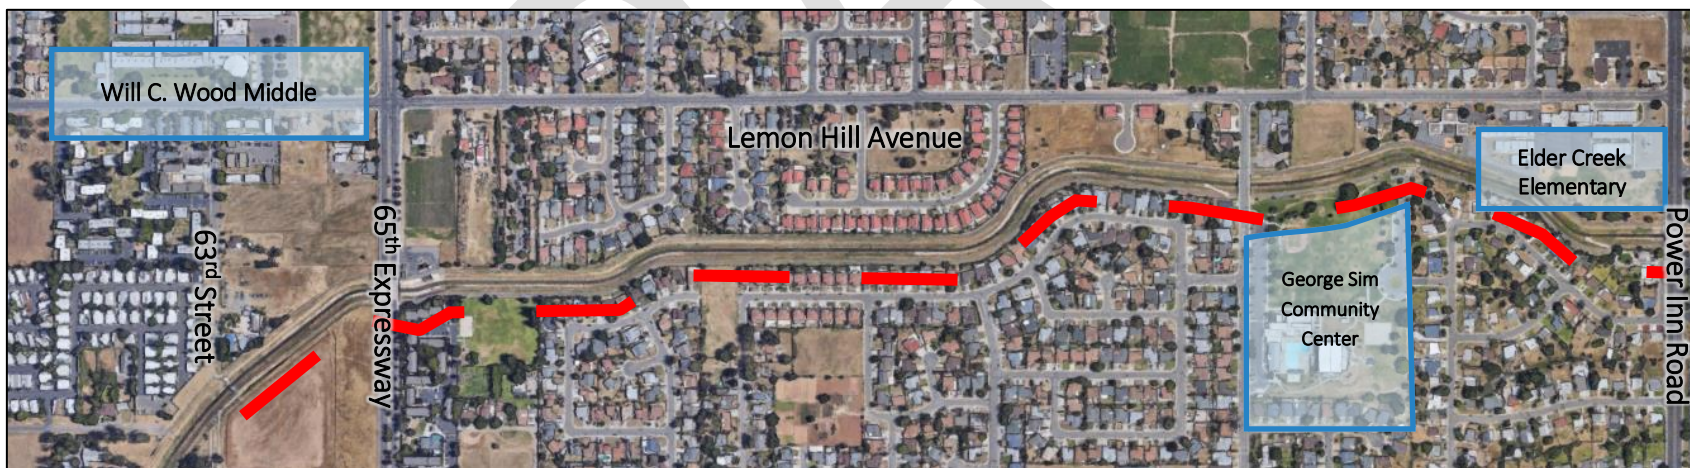 Will C. Wood Middle
Lemon Hill Avenue
Elder Creek
Elementary
63rd Street
65th Expressway
George Sim
Community
Center
Power Inn Road